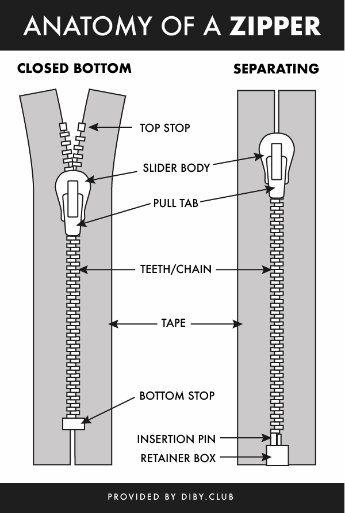 ANATOMY OF A ZIPPER
CLOSED BOTTOM
SEPARATING
TOP STOP
SLIDER BODY
PULL TAB
TEETH/CHAIN
TAPE
BOTTOM STOP
INSERTION PIN
RETAINER BOX
PROVIDED BY DIBY.CLUB